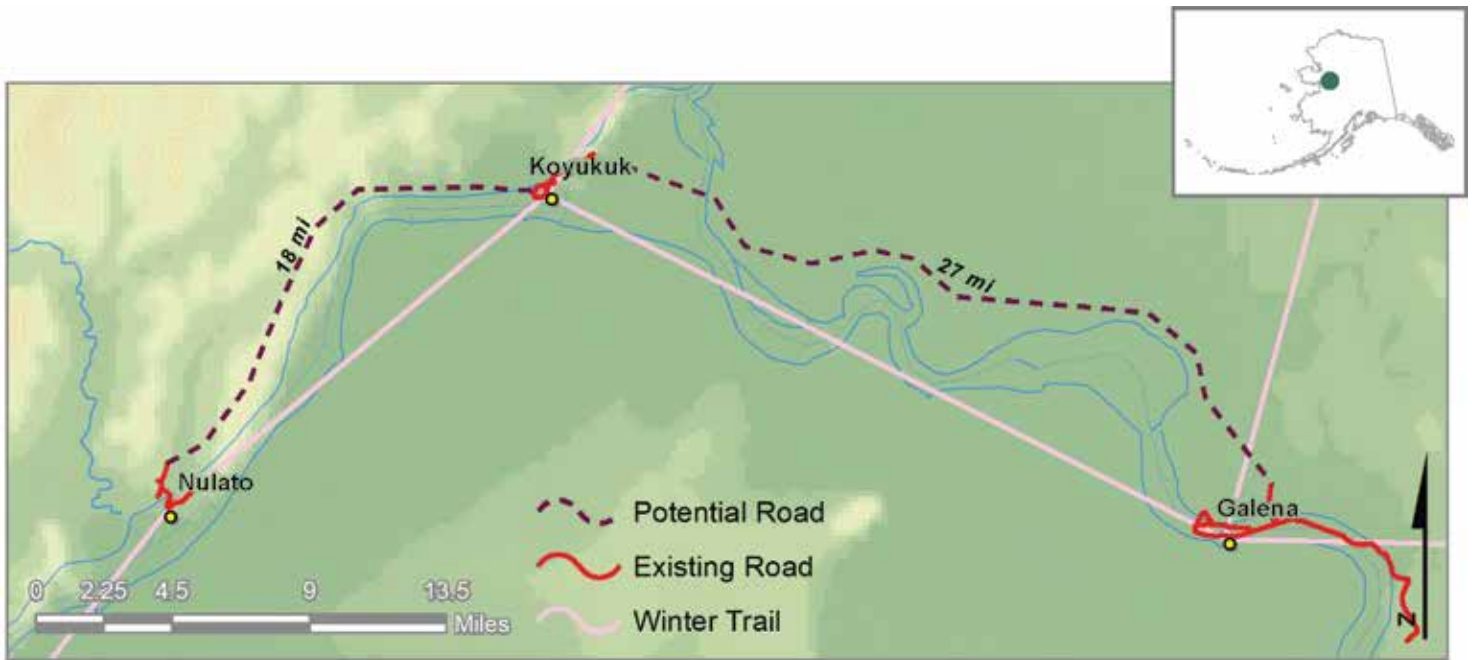 Koyukuk
18 mi
27 mi
Nulato
Galena
Potential Road
Existing Road
Winter Trail
0 2.25 4.5 9 13.5
Miles
N